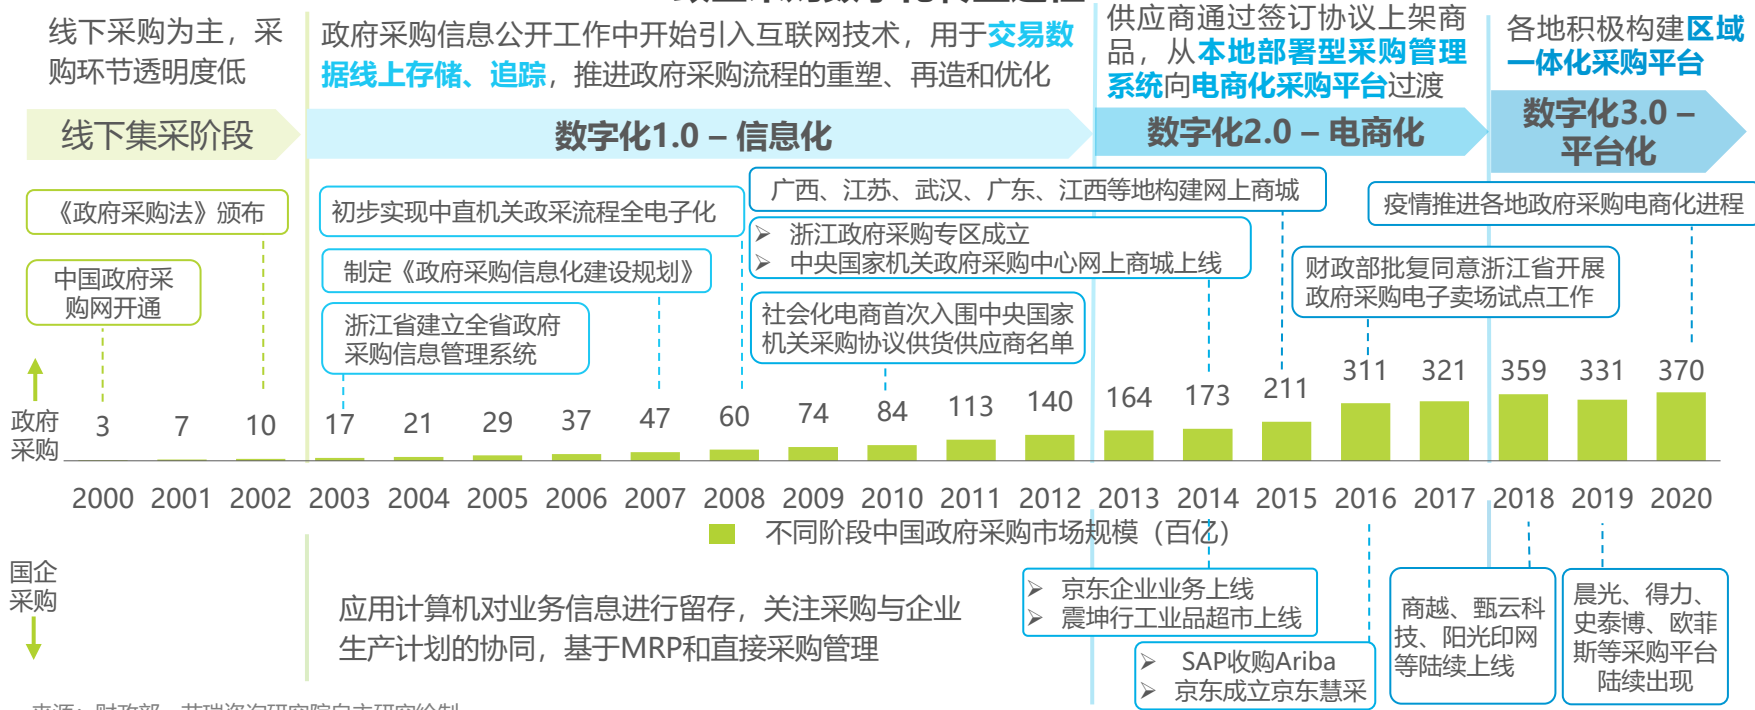 线下采购为主，采
购环节透明度低
政府采购信息公开工作中开始引入互联网技术，用于交易数
据线上存储、追踪，推进政府采购流程的重塑、再造和优化
供应商通过签订协议上架商
品，从本地部署型采购管理
系统向电商化采购平台过渡
各地积极构建区域
一体化采购平台
线下集采阶段
数字化1.0 – 信息化
数字化2.0 – 电商化
数字化3.0 –
平台化
《政府采购法》颁布
中国政府采
购网开通
初步实现中直机关政采流程全电子化
制定《政府采购信息化建设规划》
浙江省建立全省政府
采购信息管理系统
广西、江苏、武汉、广东、江西等地构建网上商城
➢ 浙江政府采购专区成立
➢ 中央国家机关政府采购中心网上商城上线
社会化电商首次入围中央国家
机关采购协议供货供应商名单
疫情推进各地政府采购电商化进程
财政部批复同意浙江省开展
政府采购电子卖场试点工作
政府
采购
3 7 10 17 21 29 37 47 60 74 84 113 140 164 173 211 311 321 359 331 370
2000 2001 2002 2003 2004 2005 2006 2007 2008 2009 2010 2011 2012 2013 2014 2015 2016 2017 2018 2019 2020
不同阶段中国政府采购市场规模（百亿）
国企
采购
应用计算机对业务信息进行留存，关注采购与企业
生产计划的协同，基于MRP和直接采购管理
➢ 京东企业业务上线
➢ 震坤行工业品超市上线
➢ SAP收购Ariba
➢ 京东成立京东慧采
商越、甄云科
技、阳光印网
等陆续上线
晨光、得力、
史泰博、欧菲
斯等采购平台
陆续出现